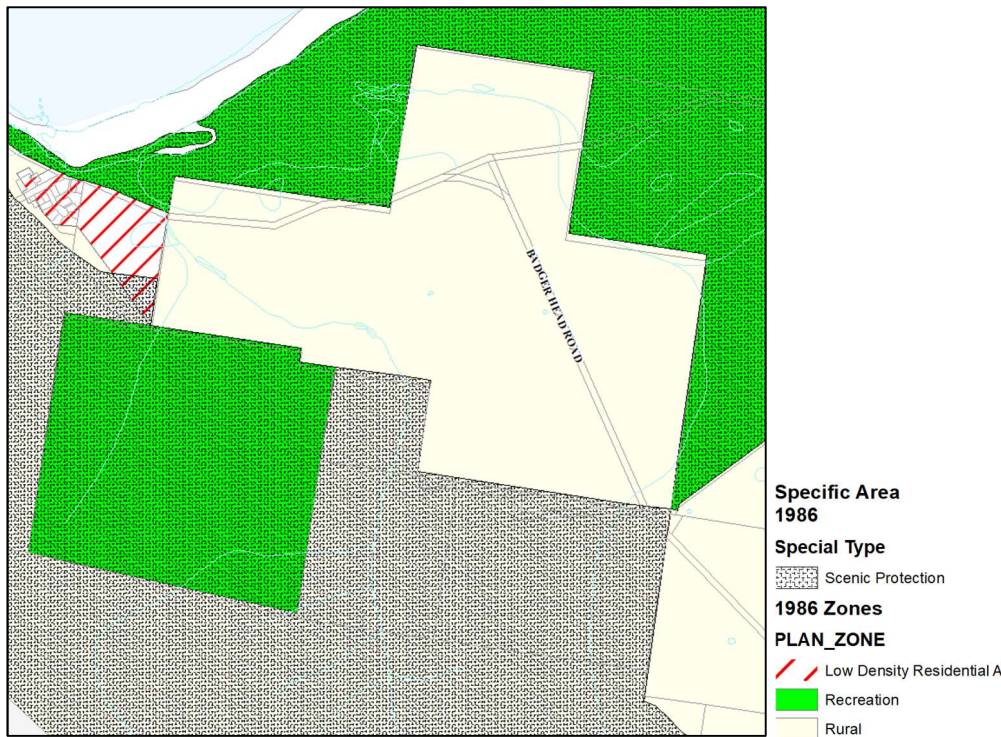 BADGER HEAD ROAD
Specific Area
1986
Special Type
Scenic Protection
1986 Zones
PLAN_ZONE
Low Density Residential A
Recreation
Rural